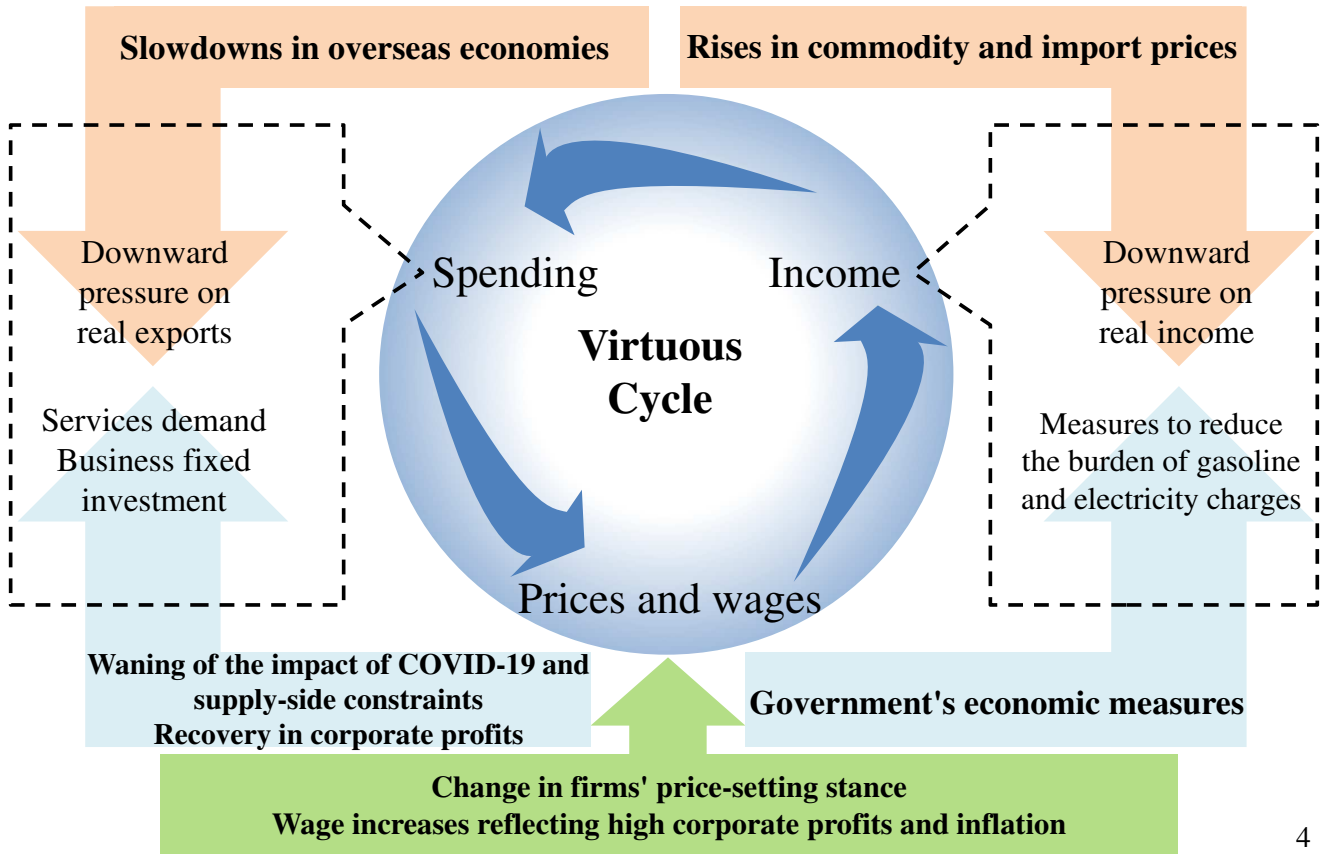 Slowdowns in overseas economies
Rises in commodity and import prices
Downward
pressure on
real exports
Services demand
Business fixed
investment
Spending
Income
Virtuous
Cycle
Prices and wages
Downward
pressure on
real income
Measures to reduce
the burden of gasoline
and electricity charges
Waning of the impact of COVID-19 and
supply-side constraints
Recovery in corporate profits
Government's economic measures
Change in firms' price-setting stance
Wage increases reflecting high corporate profits and inflation
4